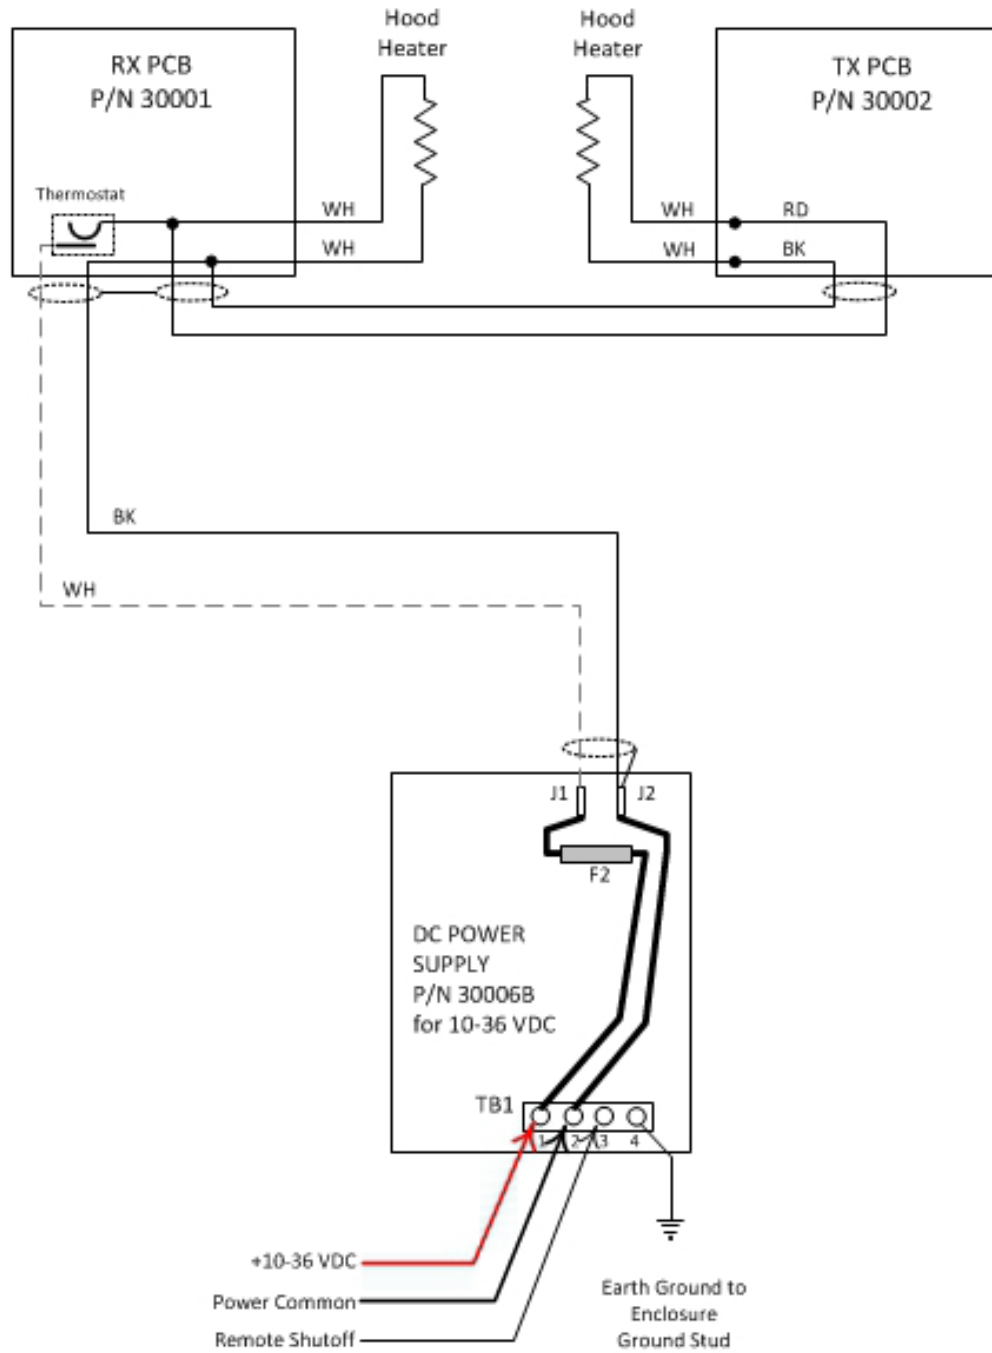 Hood
Heater
Hood
Heater
RX PCB
P/N 30001
TX PCB
P/N 30002
Thermostat
WH
WH
WH
WH
RD
BK
BK
WH
J1
J2
F2
DC POWER
SUPPLY
P/N 30006B
for 10-36 VDC
TB1
1 2 3 4
+10-36 VDC
Power Common
Remote Shutoff
Earth Ground to
Enclosure
Ground Stud